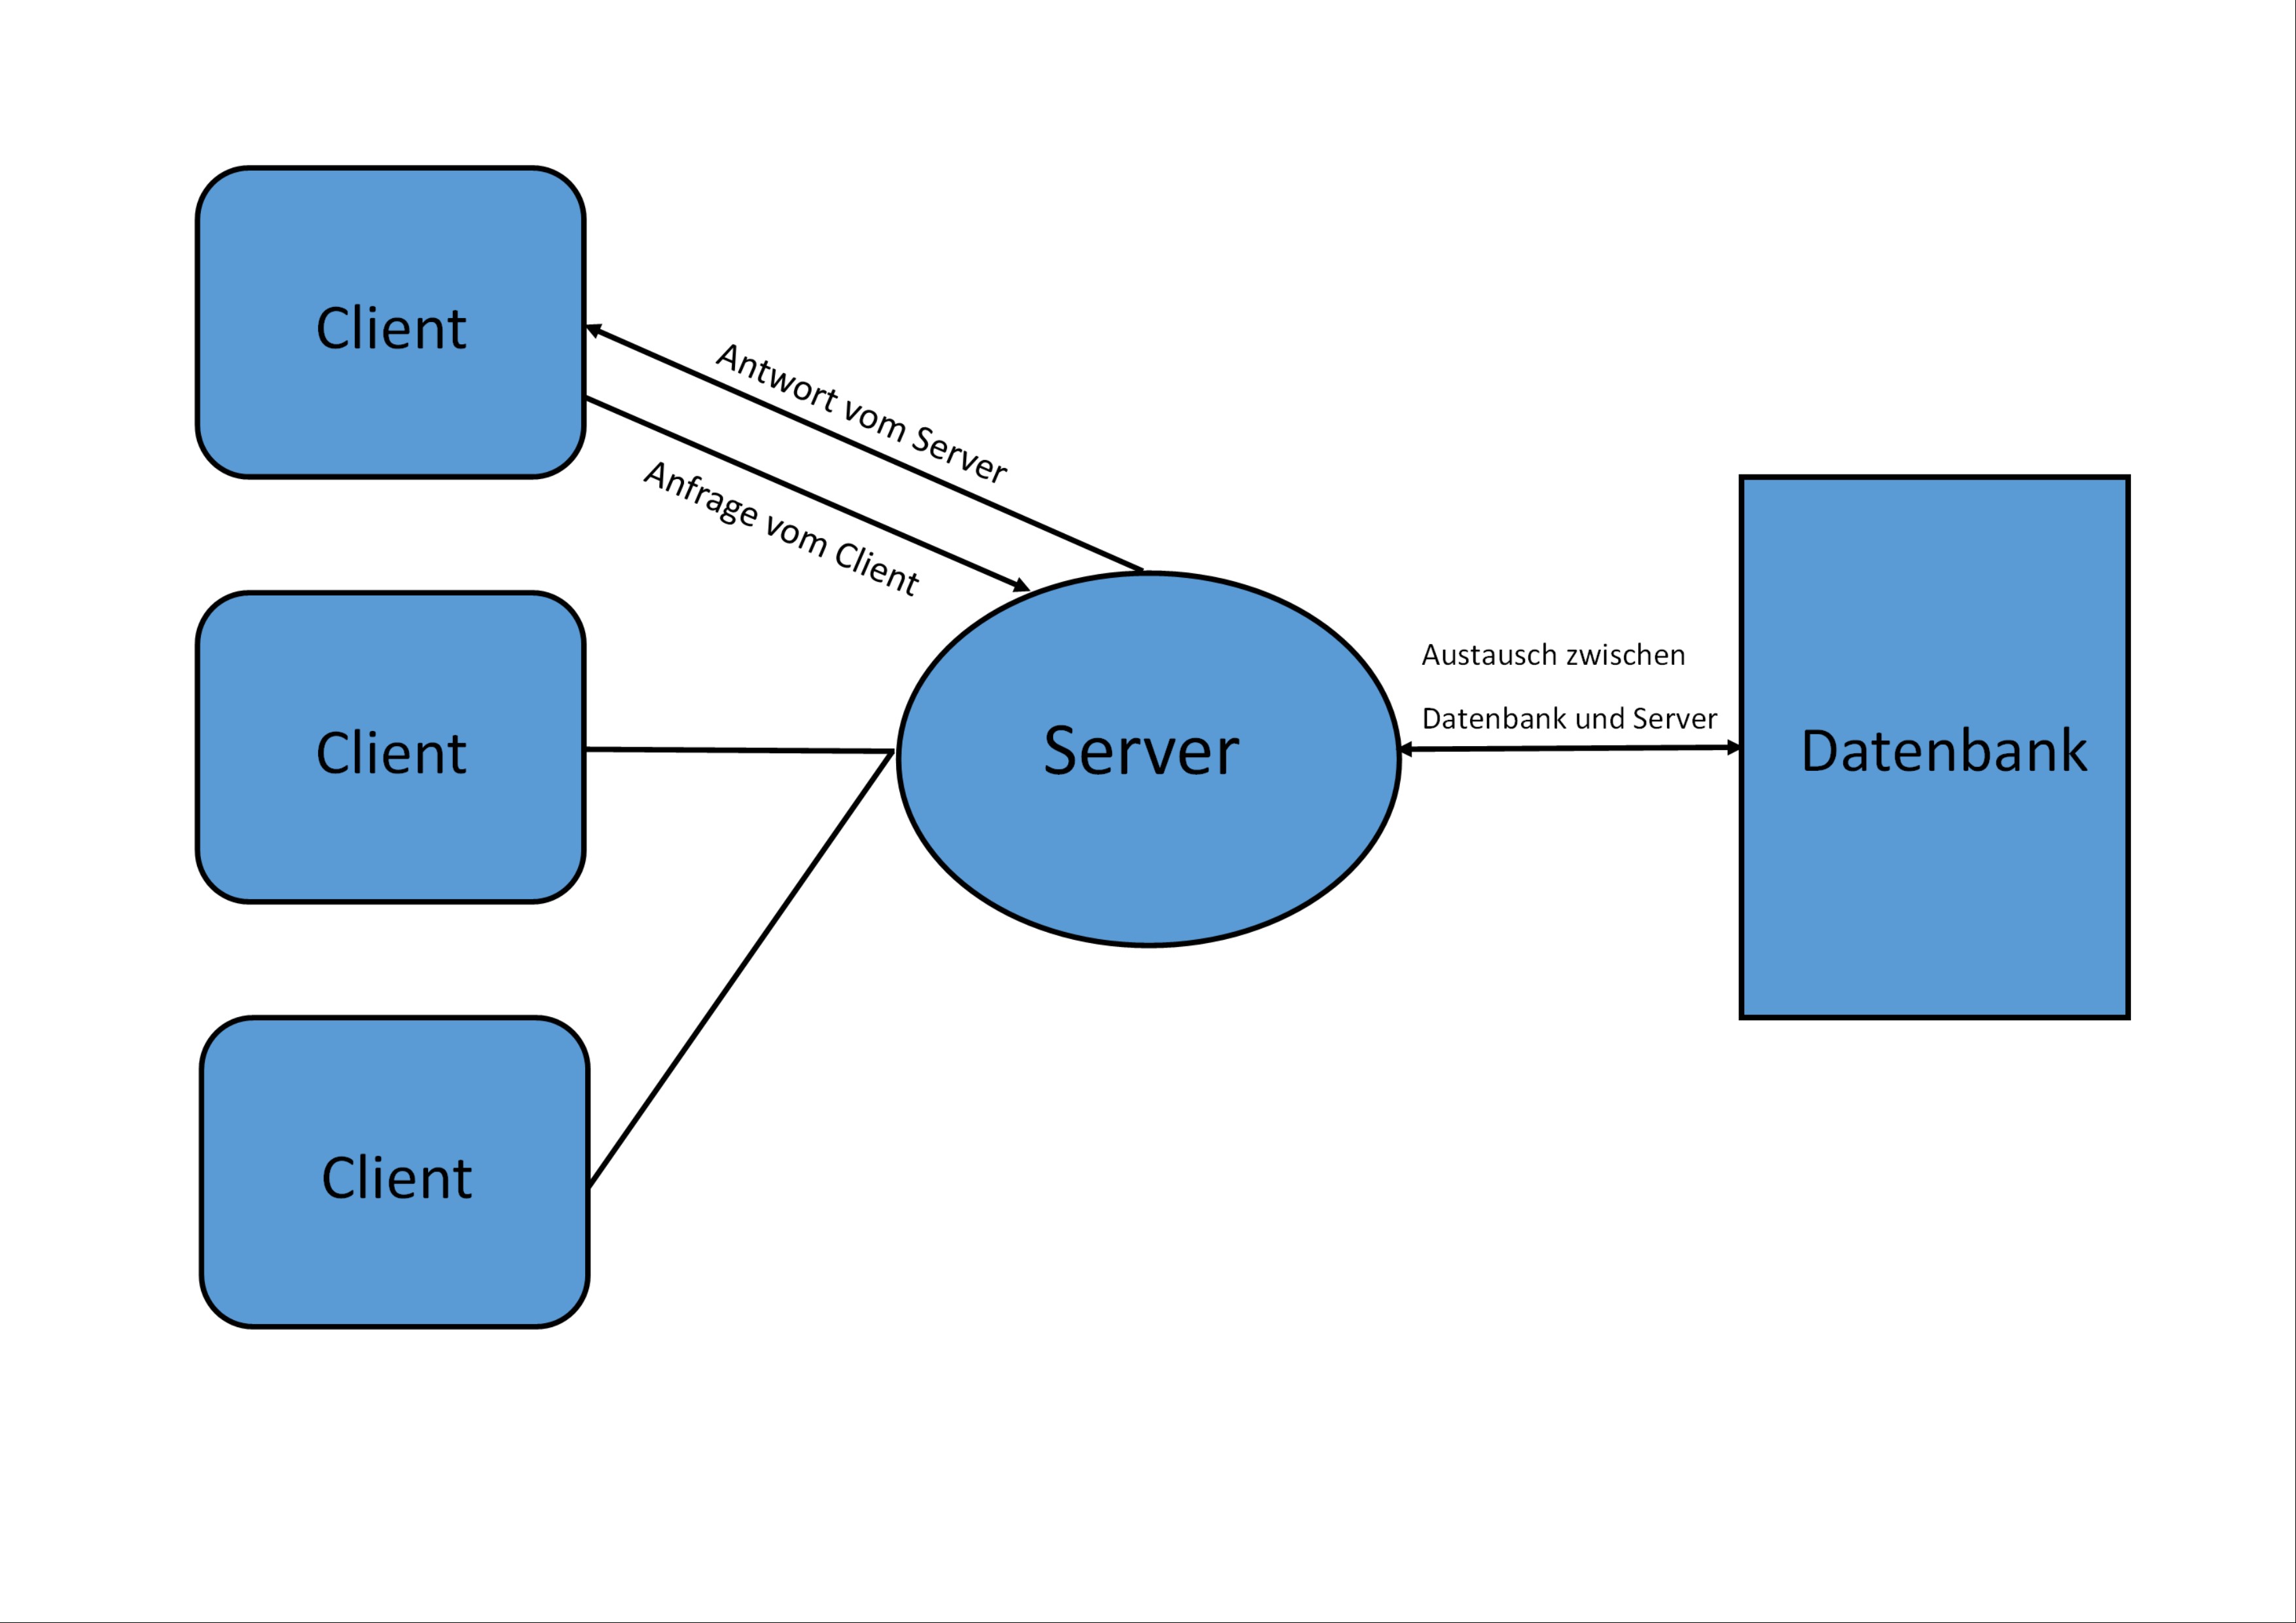 Client
Antwort vom Server
Anfrage vom Client
Client
Server
Austausch zwischen
Datenbank und Server
Datenbank
Client